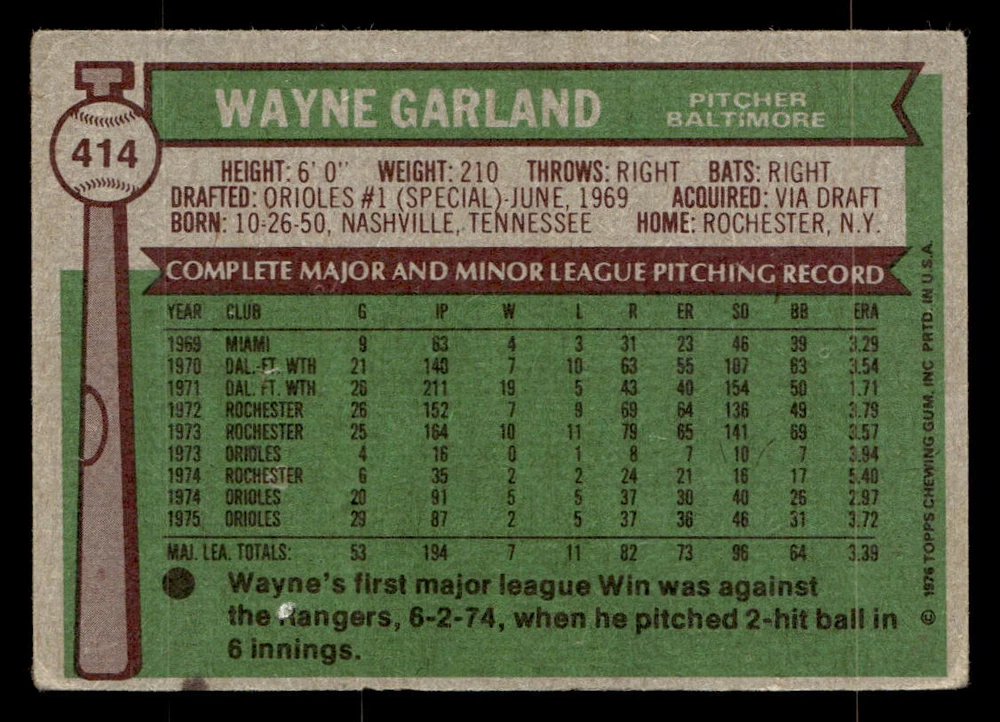 414
WAYNE GARLAND PITCHER
BALTIMORE
HEIGHT: 6' 0" WEIGHT: 210 THROWS: RIGHT BATS: RIGHT
DRAFTED: ORIOLES #1 (SPECIAL)-JUNE, 1969 ACQUIRED: VIA DRAFT
BORN: 10-26-50, NASHVILLE, TENNESSEE HOME: ROCHESTER, N.Y.
COMPLETE MAJOR AND MINOR LEAGUE PITCHING RECORD
YEAR CLUB G IP W L R ER SO BB ERA
1969 MIAMI 9 63 4 3 31 23 46 39 3.29
1970 DAL.-FT. WTH 21 140 7 10 63 55 107 63 3.54
1971 DAL. FT. WTH 26 211 19 5 43 40 154 50 1.71
1972 ROCHESTER 26 152 7 9 69 64 136 49 3.79
1973 ROCHESTER 25 164 10 11 79 65 141 69 3.57
1973 ORIOLES 4 16 0 1 8 7 10 7 3.94
1974 ROCHESTER 6 35 2 2 24 21 16 17 5.40
1974 ORIOLES 20 91 5 5 37 30 40 26 2.97
1975 ORIOLES 29 87 2 5 37 36 46 31 3.72
MAJ. LEA. TOTALS: 53 194 7 11 82 73 96 64 3.39
Wayne's first major league Win was against
the Rangers, 6-2-74, when he pitched 2-hit ball in
6 innings.
© 1976 TOPPS CHEWING GUM, INC PRTD. IN U.S.A.